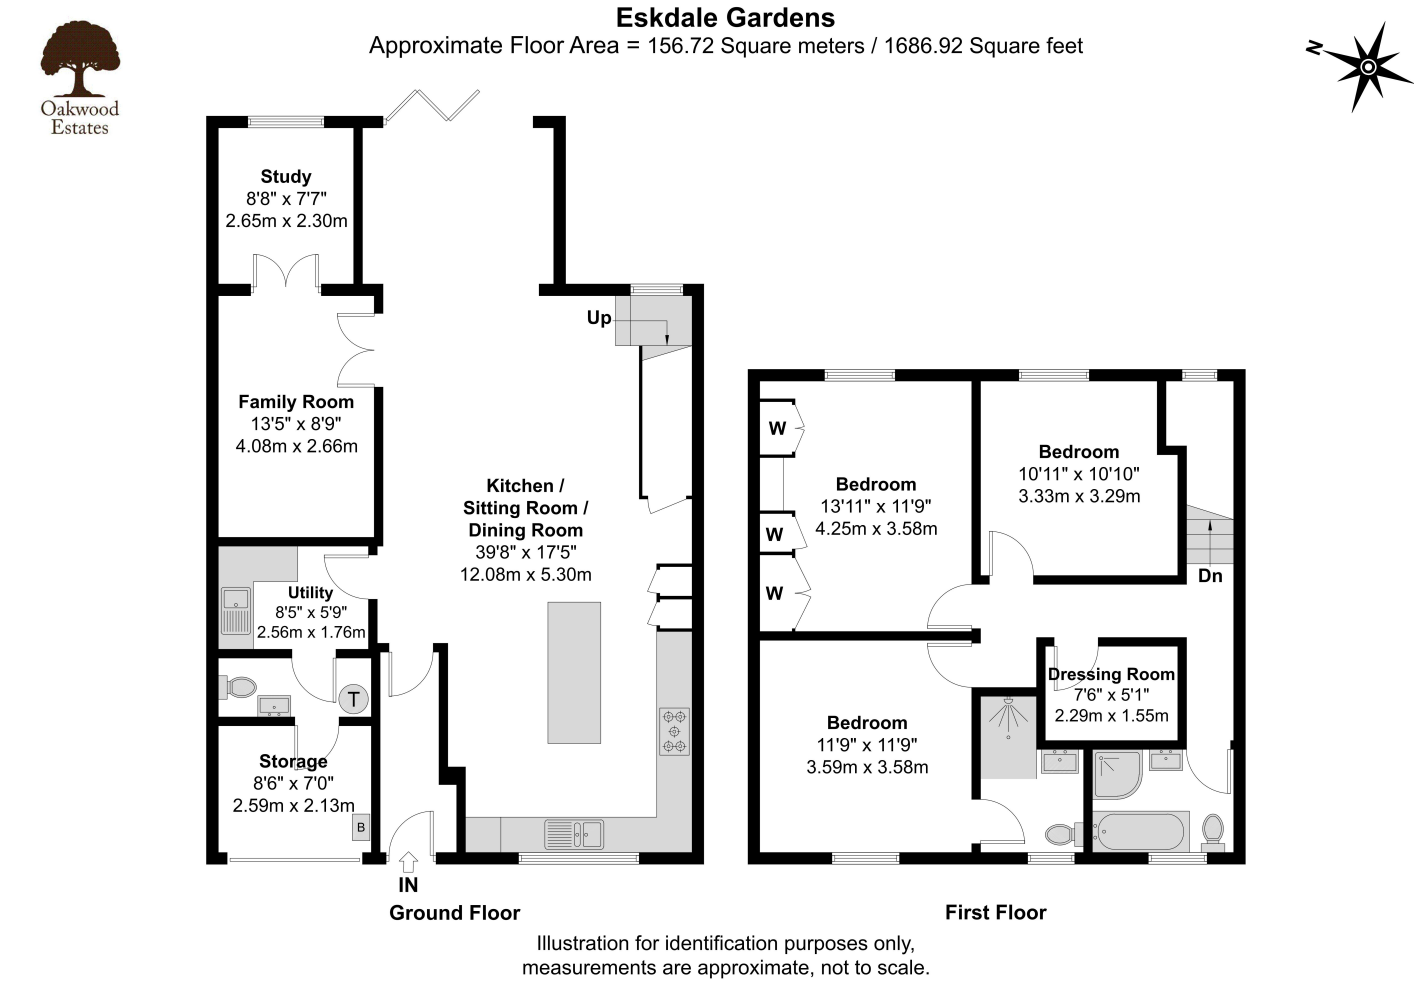 Eskdale Gardens
Approximate Floor Area = 156.72 Square meters / 1686.92 Square feet
Oakwood
Estates
N
Study
8'8" x 7'7"
2.65m x 2.30m
Up
Family Room
13'5" x 8'9"
4.08m x 2.66m
Kitchen /
Sitting Room /
Dining Room
39'8" x 17'5"
12.08m x 5.30m
Utility
8'5" x 5'9"
2.56m x 1.76m
T
Storage
8'6" x 7'0"
2.59m x 2.13m
B
IN
Ground Floor
W
W
W
Bedroom
13'11" x 11'9"
4.25m x 3.58m
Bedroom
10'11" x 10'10"
3.33m x 3.29m
Dn
Dressing Room
7'6" x 5'1"
2.29m x 1.55m
Bedroom
11'9" x 11'9"
3.59m x 3.58m
First Floor
Illustration for identification purposes only,
measurements are approximate, not to scale.